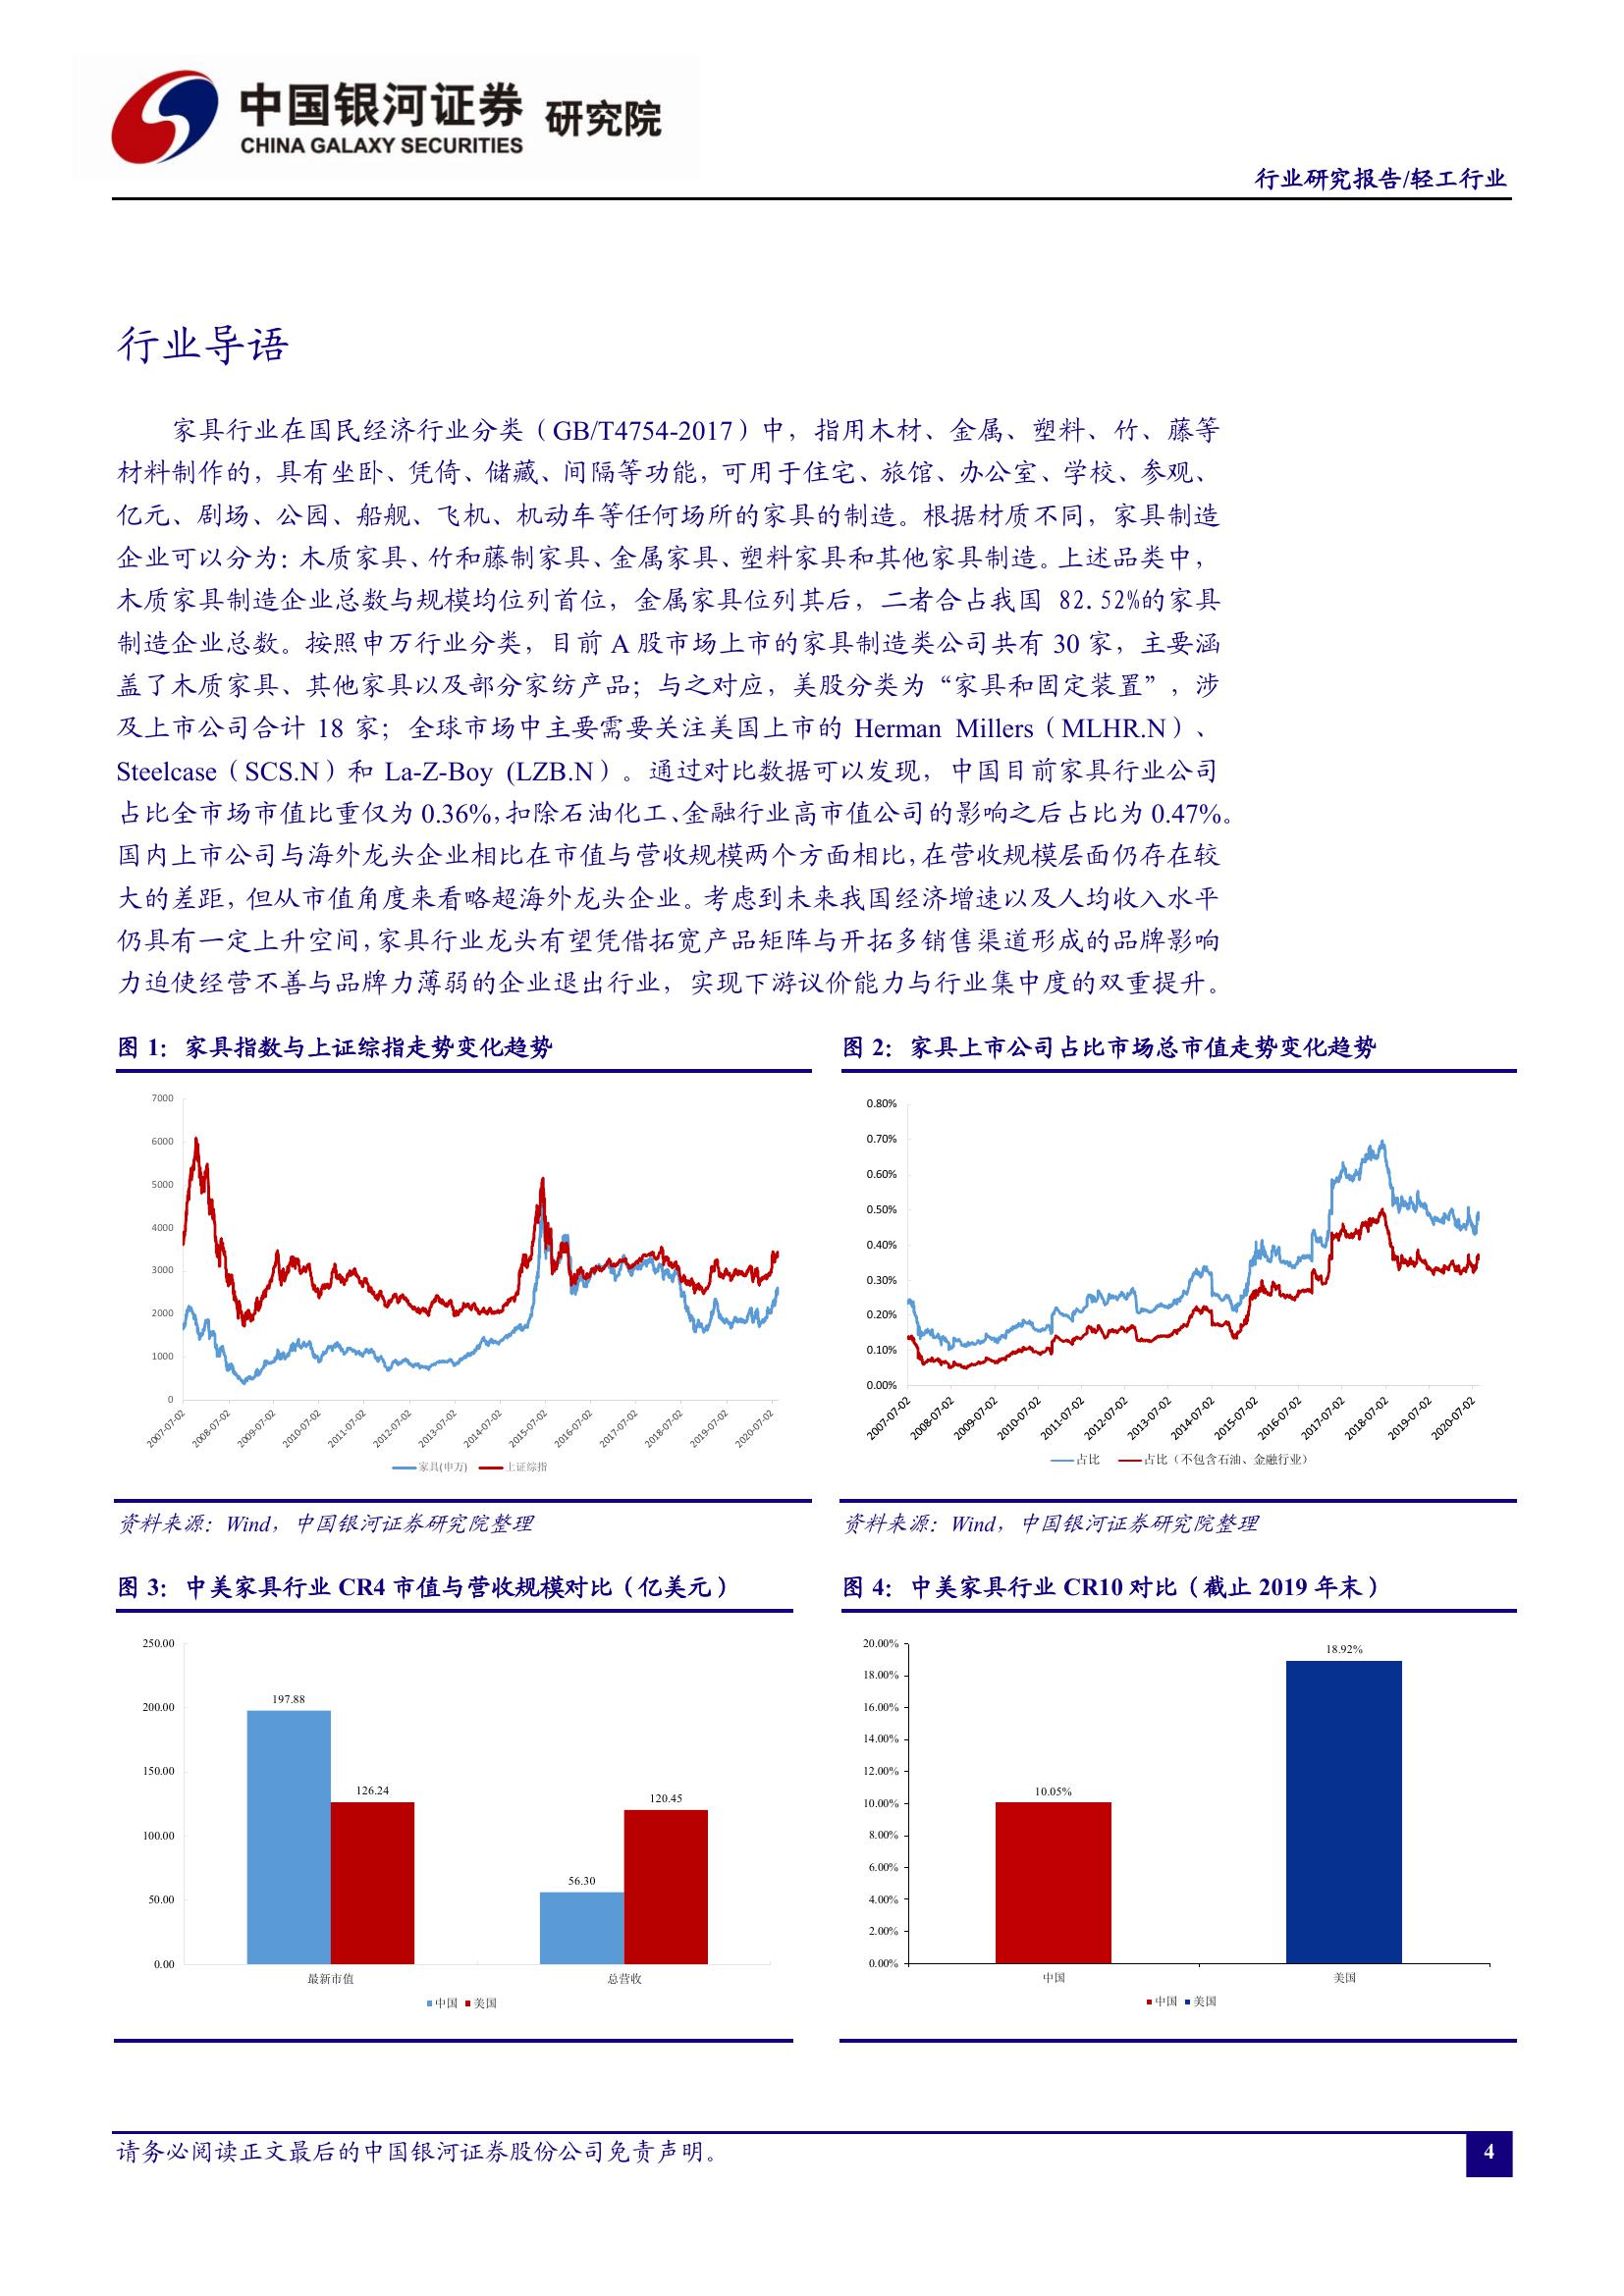 中国银河证券 研究院
CHINA GALAXY SECURITIES
行业研究报告/轻工行业
行业导语
家具行业在国民经济行业分类（GB/T4754-2017）中，指用木材、金属、塑料、竹、藤等
材料制作的，具有坐卧、凭倚、储藏、间隔等功能，可用于住宅、旅馆、办公室、学校、参观、
亿元、剧场、公园、船舰、飞机、机动车等任何场所的家具的制造。根据材质不同，家具制造
企业可以分为：木质家具、竹和藤制家具、金属家具、塑料家具和其他家具制造。上述品类中，
木质家具制造企业总数与规模均位列首位，金属家具位列其后，二者合占我国 82.52%的家具
制造企业总数。按照申万行业分类，目前 A 股市场上市的家具制造类公司共有 30 家，主要涵
盖了木质家具、其他家具以及部分家纺产品；与之对应，美股分类为“家具和固定装置”，涉
及上市公司合计 18 家；全球市场中主要需要关注美国上市的 Herman Millers（MLHR.N）、
Steelcase（SCS.N）和 La-Z-Boy (LZB.N）。通过对比数据可以发现，中国目前家具行业公司
占比全市场市值比重仅为 0.36%，扣除石油化工、金融行业高市值公司的影响之后占比为 0.47%。
国内上市公司与海外龙头企业相比在市值与营收规模两个方面相比，在营收规模层面仍存在较
大的差距，但从市值角度来看略超海外龙头企业。考虑到未来我国经济增速以及人均收入水平
仍具有一定上升空间，家具行业龙头有望凭借拓宽产品矩阵与开拓多销售渠道形成的品牌影响
力迫使经营不善与品牌力薄弱的企业退出行业，实现下游议价能力与行业集中度的双重提升。
图 1：家具指数与上证综指走势变化趋势
7000
6000
5000
4000
3000
2000
1000
0
2007-07-02
2008-07-02
2009-07-02
2010-07-02
2011-07-02
2012-07-02
2013-07-02
2014-07-02
2015-07-02
2016-07-02
2017-07-02
2018-07-02
2019-07-02
2020-07-02
家具(申万) 上证综指
资料来源：Wind，中国银河证券研究院整理
图 2：家具上市公司占比市场总市值走势变化趋势
0.80%
0.70%
0.60%
0.50%
0.40%
0.30%
0.20%
0.10%
0.00%
2007-07-02
2008-07-02
2009-07-02
2010-07-02
2011-07-02
2012-07-02
2013-07-02
2014-07-02
2015-07-02
2016-07-02
2017-07-02
2018-07-02
2019-07-02
2020-07-02
占比 占比（不包含石油、金融行业）
资料来源：Wind，中国银河证券研究院整理
图 3：中美家具行业 CR4 市值与营收规模对比（亿美元）
250.00
200.00
150.00
100.00
50.00
0.00
197.88
126.24
56.30
120.45
最新市值 总营收
中国 美国
图 4：中美家具行业 CR10 对比（截止 2019 年末）
20.00%
18.00%
16.00%
14.00%
12.00%
10.00%
8.00%
6.00%
4.00%
2.00%
0.00%
10.05%
18.92%
中国 美国
中国 美国
请务必阅读正文最后的中国银河证券股份公司免责声明。
4